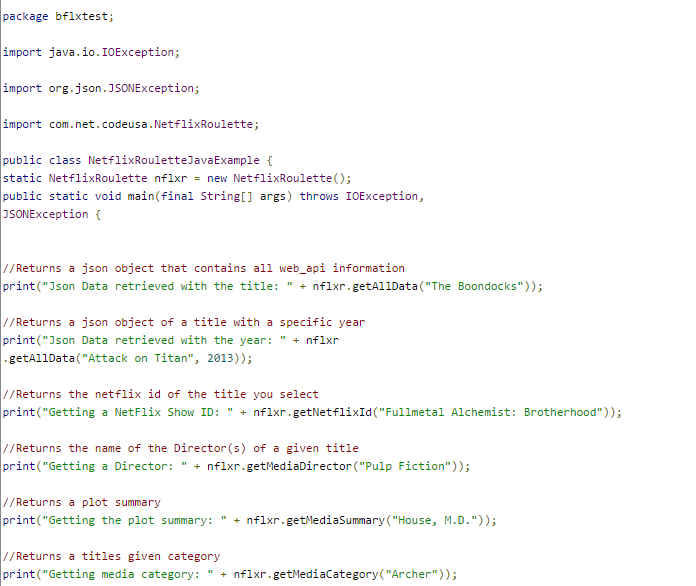 package bflxtest;
import java.io.IOException;
import org.json.JSONException;
import com.net.codeusa.NetflixRoulette;
public class NetflixRouletteJavaExample {
static NetflixRoulette nflxr = new NetflixRoulette();
public static void main(final String[] args) throws IOException,
JSONException {
//Returns a json object that contains all web_api information
print("Json Data retrieved with the title: " + nflxr.getAllData("The Boondocks"));
//Returns a json object of a title with a specific year
print("Json Data retrieved with the year: " + nflxr
.getAllData("Attack on Titan", 2013));
//Returns the netflix id of the title you select
print("Getting a NetFlix Show ID: " + nflxr.getNetflixId("Fullmetal Alchemist: Brotherhood"));
//Returns the name of the Director(s) of a given title
print("Getting a Director: " + nflxr.getMediaDirector("Pulp Fiction"));
//Returns a plot summary
print("Getting the plot summary: " + nflxr.getMediaSummary("House, M.D."));
//Returns a titles given category
print("Getting media category: " + nflxr.getMediaCategory("Archer"));